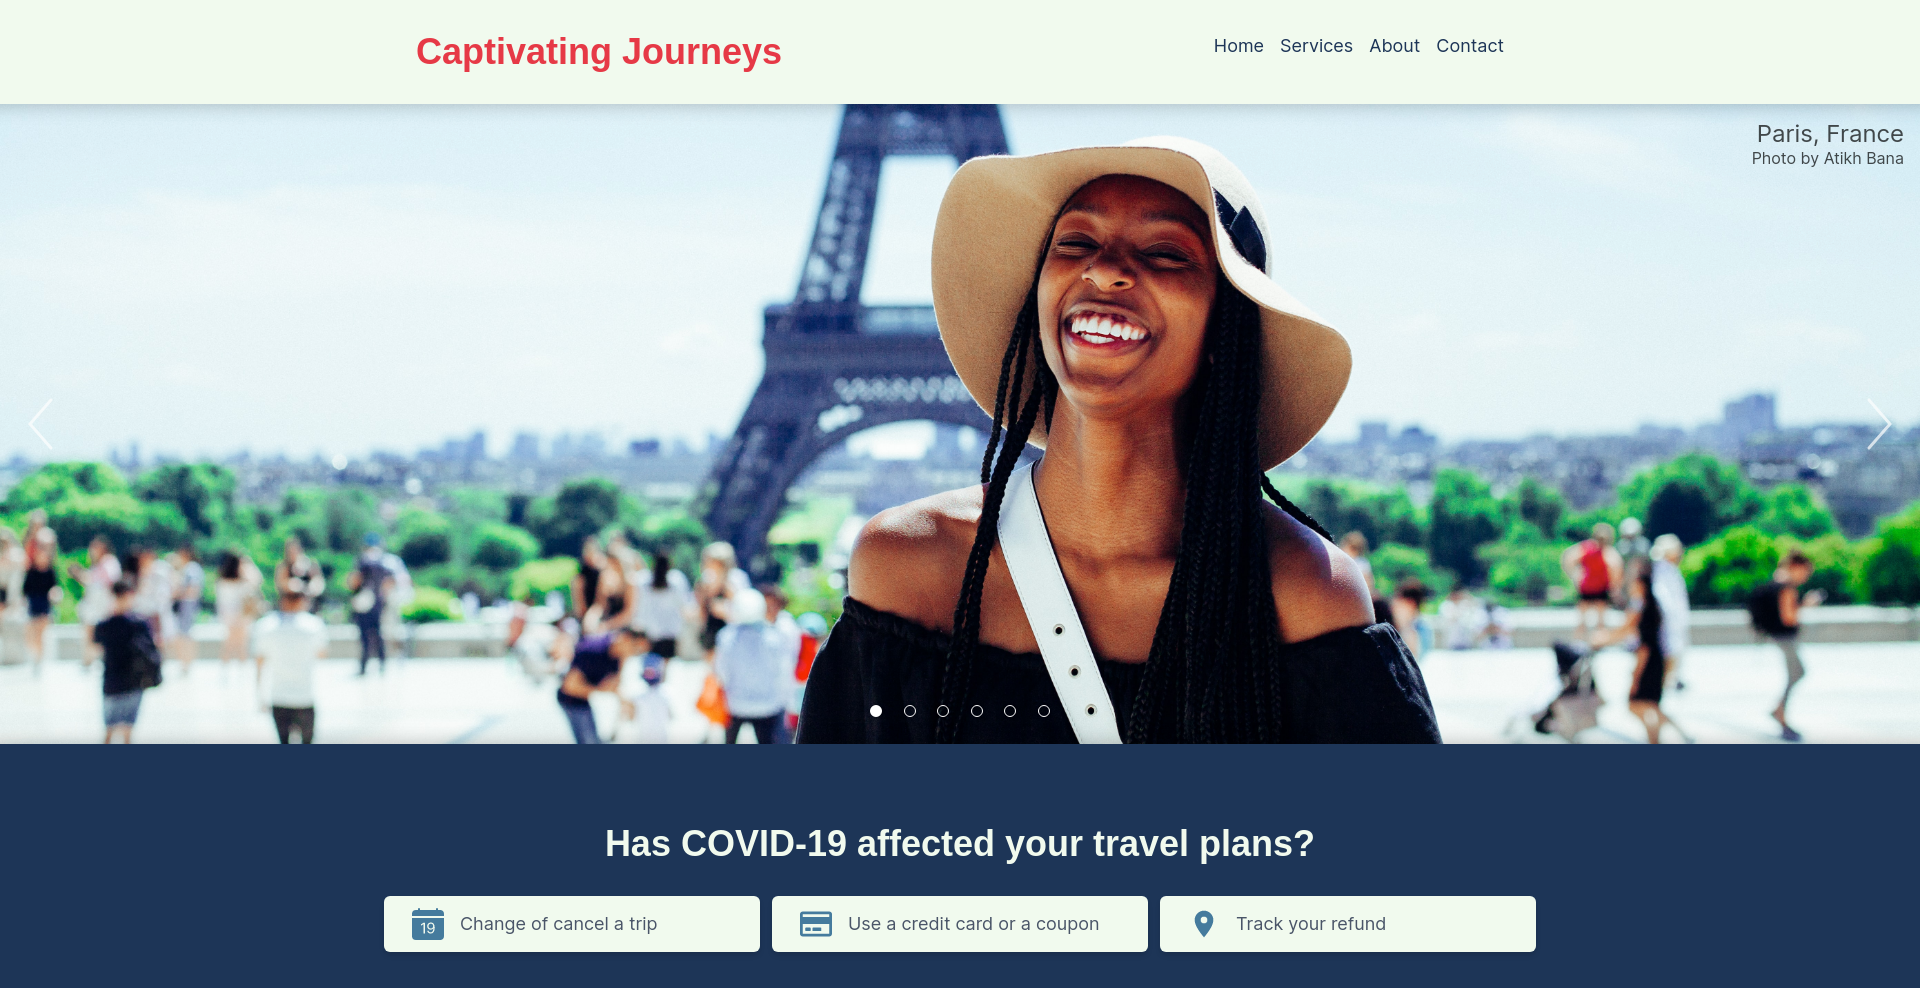 Captivating Journeys
Home Services About Contact
Paris, France
Photo by Atikh Bana
Has COVID-19 affected your travel plans?
19
Change of cancel a trip
Use a credit card or a coupon
Track your refund